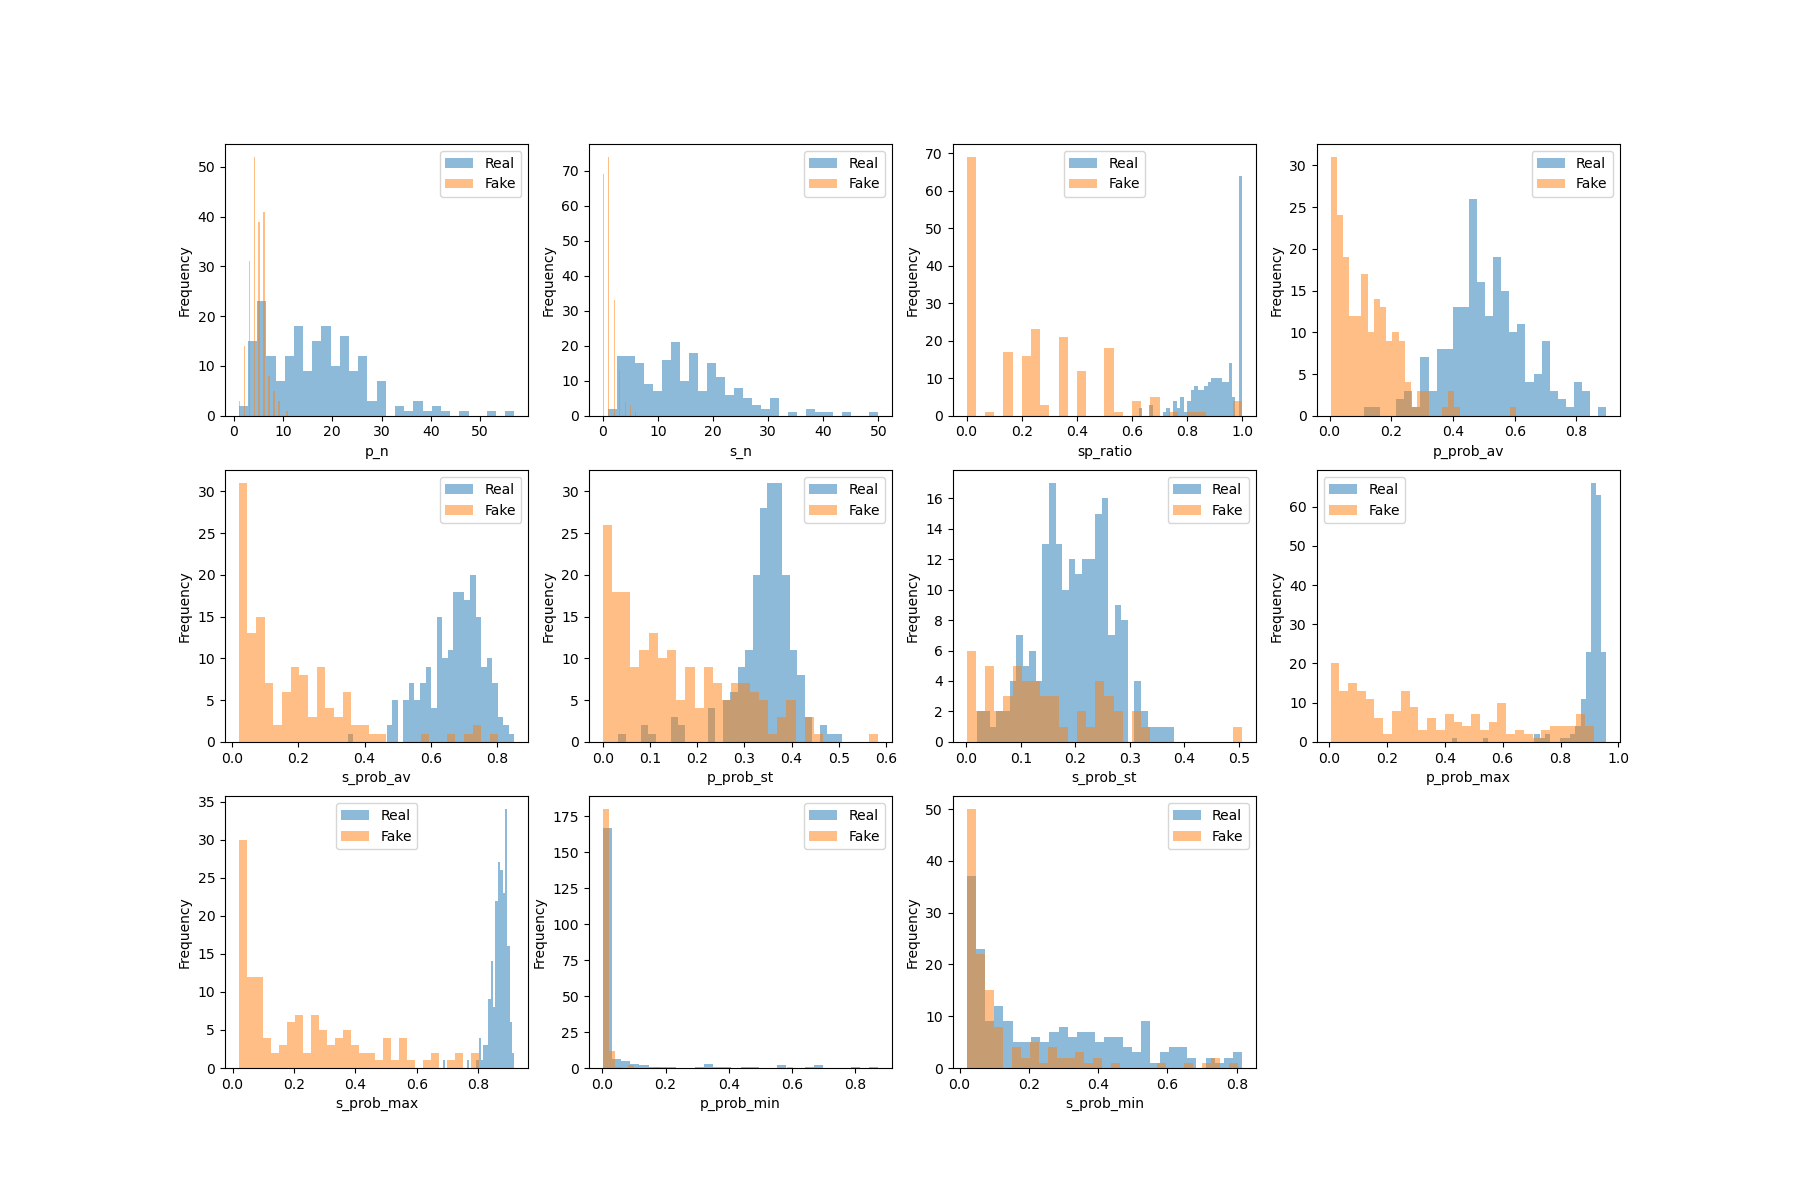 Real
Fake
Frequency
50
40
30
20
10
0
0 10 20 30 40 50
p_n
Real
Fake
Frequency
70
60
50
40
30
20
10
0
0 10 20 30 40 50
s_n
Real
Fake
Frequency
70
60
50
40
30
20
10
0
0.0 0.2 0.4 0.6 0.8 1.0
sp_ratio
Real
Fake
Frequency
30
25
20
15
10
5
0
0.0 0.2 0.4 0.6 0.8
p_prob_av
Real
Fake
Frequency
30
25
20
15
10
5
0
0.0 0.2 0.4 0.6 0.8
s_prob_av
Real
Fake
Frequency
30
25
20
15
10
5
0
0.0 0.1 0.2 0.3 0.4 0.5 0.6
p_prob_st
Real
Fake
Frequency
16
14
12
10
8
6
4
2
0
0.0 0.1 0.2 0.3 0.4 0.5
s_prob_st
Real
Fake
Frequency
60
50
40
30
20
10
0
0.0 0.2 0.4 0.6 0.8 1.0
p_prob_max
Real
Fake
Frequency
35
30
25
20
15
10
5
0
0.0 0.2 0.4 0.6 0.8
s_prob_max
Real
Fake
Frequency
175
150
125
100
75
50
25
0
0.0 0.2 0.4 0.6 0.8
p_prob_min
Real
Fake
Frequency
50
40
30
20
10
0
0.0 0.2 0.4 0.6 0.8
s_prob_min